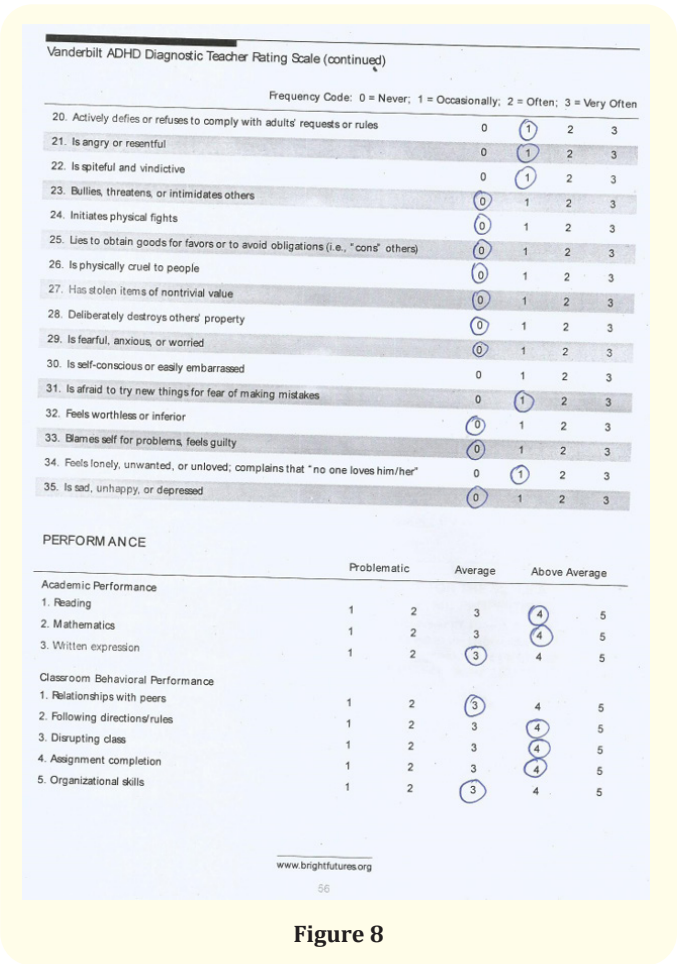 Vanderbilt ADHD Diagnostic Teacher Rating Scale (continued)
Frequency Code: 0 = Never; 1 = Occasionally; 2 = Often; 3 = Very Often
20. Actively defies or refuses to comply with adults' requests or rules 0 1 2 3
21. Is angry or resentful 0 1 2 3
22. Is spiteful and vindictive 0 1 2 3
23. Bullies, threatens, or intimidates others 0 1 2 3
24. Initiates physical fights 0 1 2 3
25. Lies to obtain goods for favors or to avoid obligations (i.e., "cons" others) 0 1 2 3
26. Is physically cruel to people 0 1 2 3
27. Has stolen items of nontrivial value 0 1 2 3
28. Deliberately destroys others' property 0 1 2 3
29. Is fearful, anxious, or worried 0 1 2 3
30. Is self-conscious or easily embarrassed 0 1 2 3
31. Is afraid to try new things for fear of making mistakes 0 1 2 3
32. Feels worthless or inferior 0 1 2 3
33. Blames self for problems, feels guilty 0 1 2 3
34. Feels lonely, unwanted, or unloved; complains that "no one loves him/her" 0 1 2 3
35. Is sad, unhappy, or depressed 0 1 2 3
PERFORMANCE
Problematic Average Above Average
Academic Performance
1. Reading 1 2 3 4 5
2. Mathematics 1 2 3 4 5
3. Written expression 1 2 3 4 5
Classroom Behavioral Performance
1. Relationships with peers 1 2 3 4 5
2. Following directions/rules 1 2 3 4 5
3. Disrupting class 1 2 3 4 5
4. Assignment completion 1 2 3 4 5
5. Organizational skills 1 2 3 4 5
www.brightfutures.org
56
Figure 8